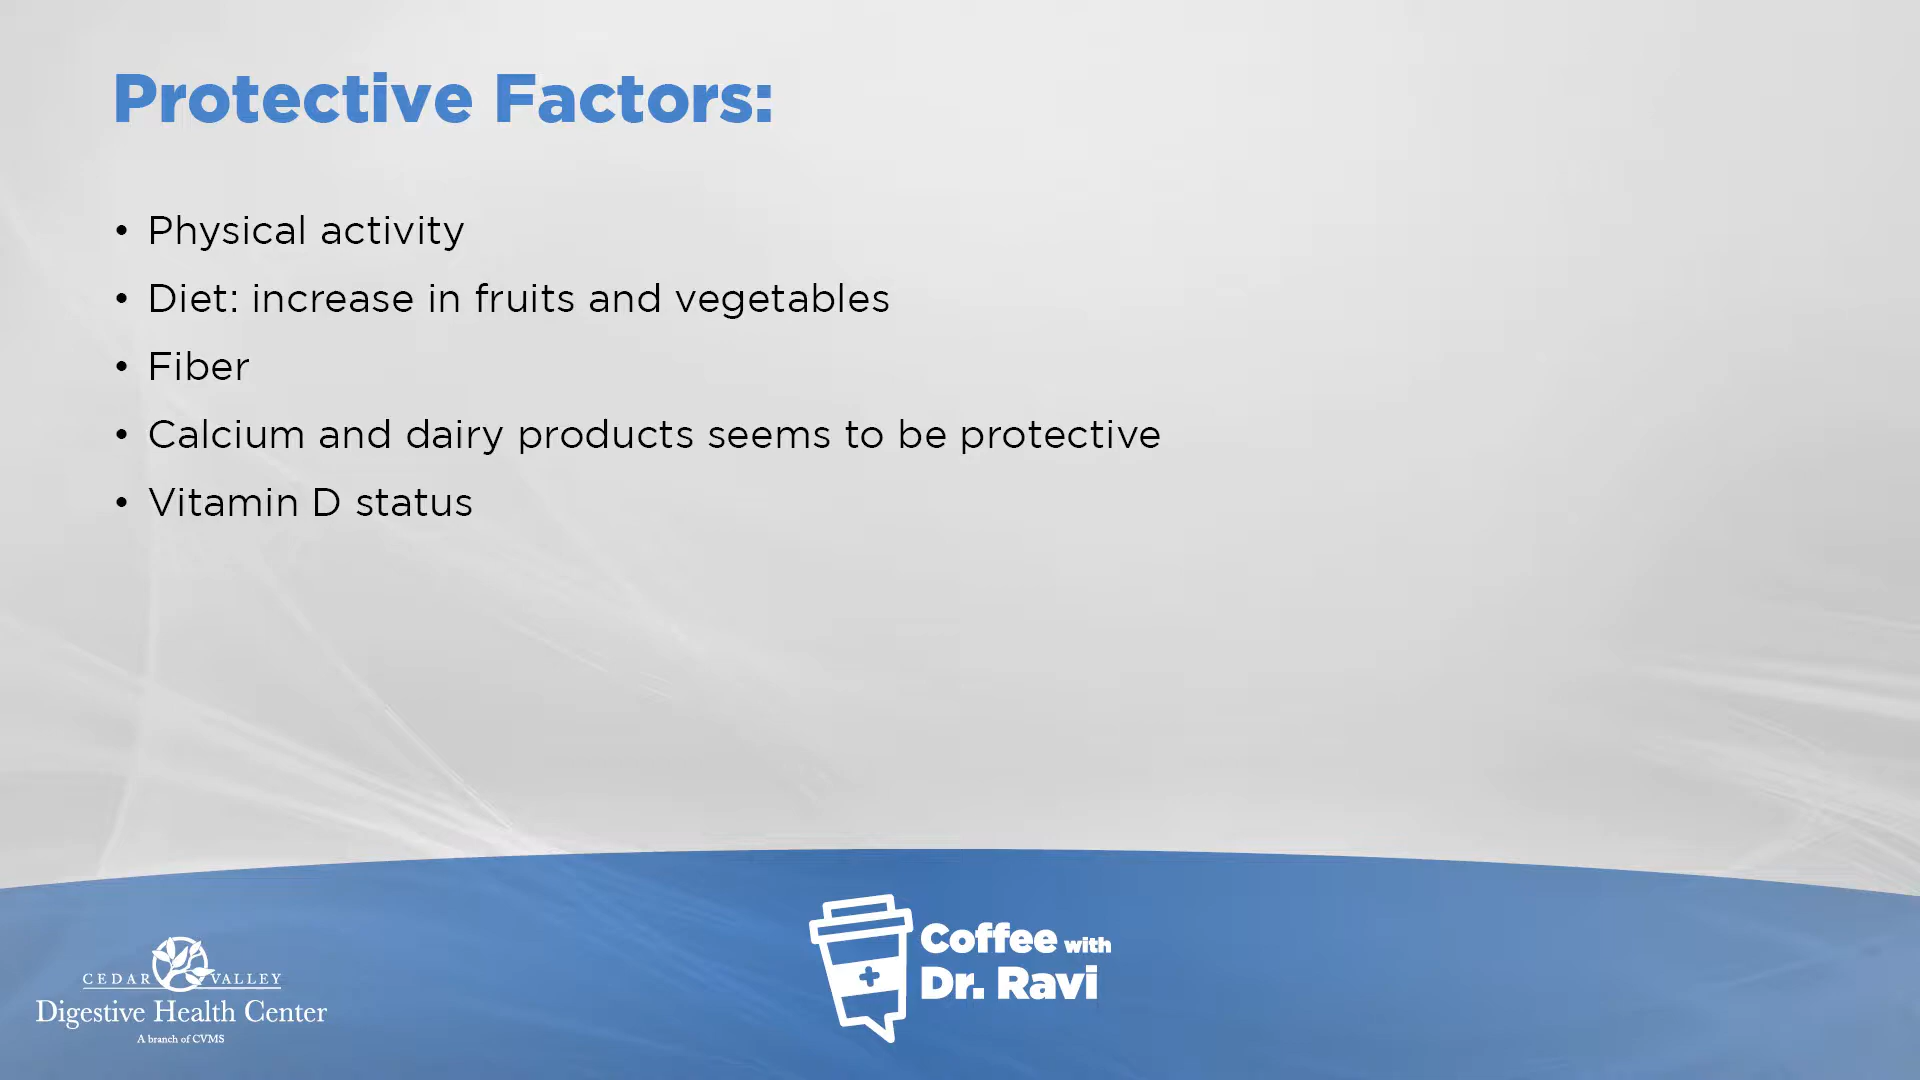 Protective Factors:
• Physical activity
• Diet: increase in fruits and vegetables
• Fiber
• Calcium and dairy products seems to be protective
• Vitamin D status
CEDAR VALLEY
Digestive Health Center
A branch of CVMS
Coffee with
Dr. Ravi